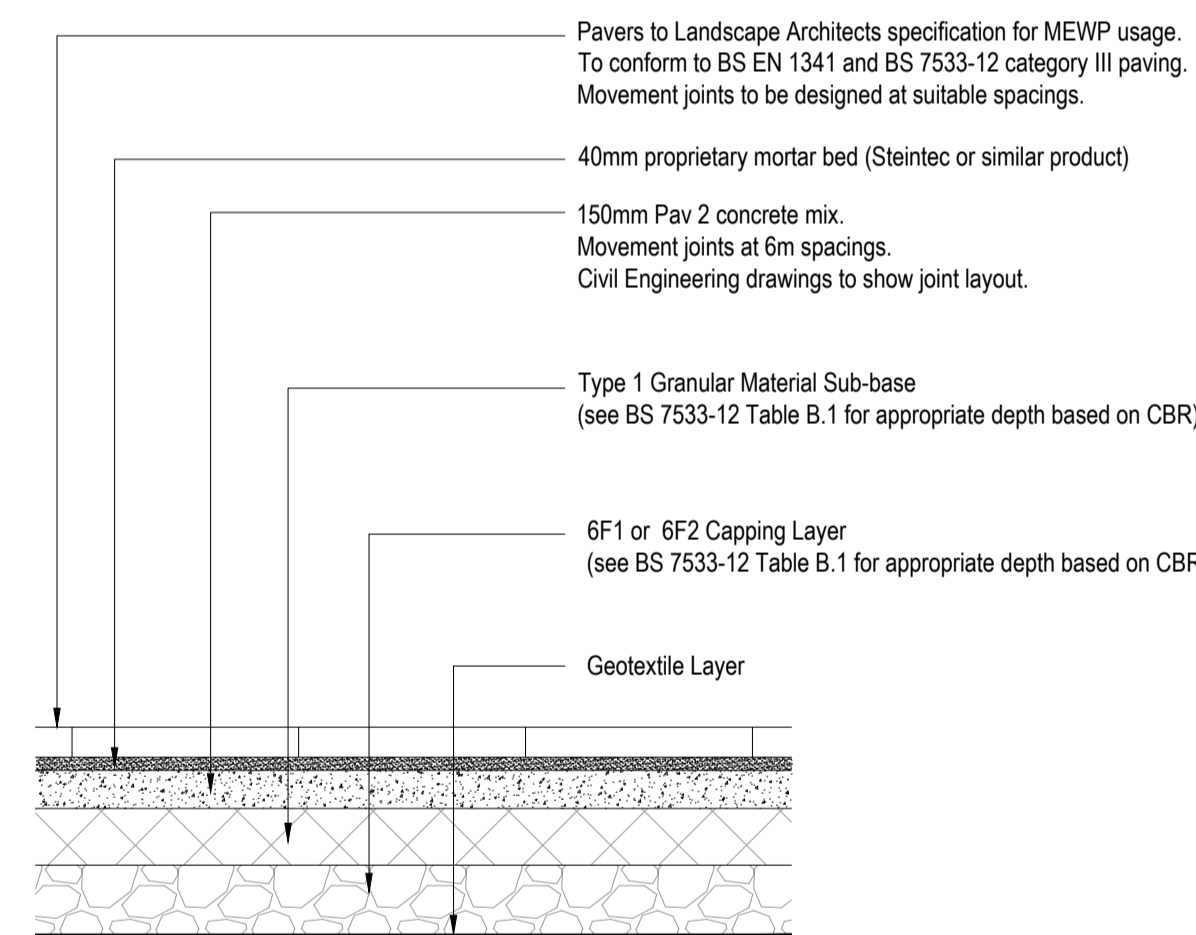 Pavers to Landscape Architects specification for MEWP usage.
To conform to BS EN 1341 and BS 7533-12 category III paving.
Movement joints to be designed at suitable spacings.
40mm proprietary mortar bed (Steintec or similar product)
150mm Pav 2 concrete mix.
Movement joints at 6m spacings.
Civil Engineering drawings to show joint layout.
Type 1 Granular Material Sub-base
(see BS 7533-12 Table B.1 for appropriate depth based on CBR)
6F1 or 6F2 Capping Layer
(see BS 7533-12 Table B.1 for appropriate depth based on CBR
Geotextile Layer